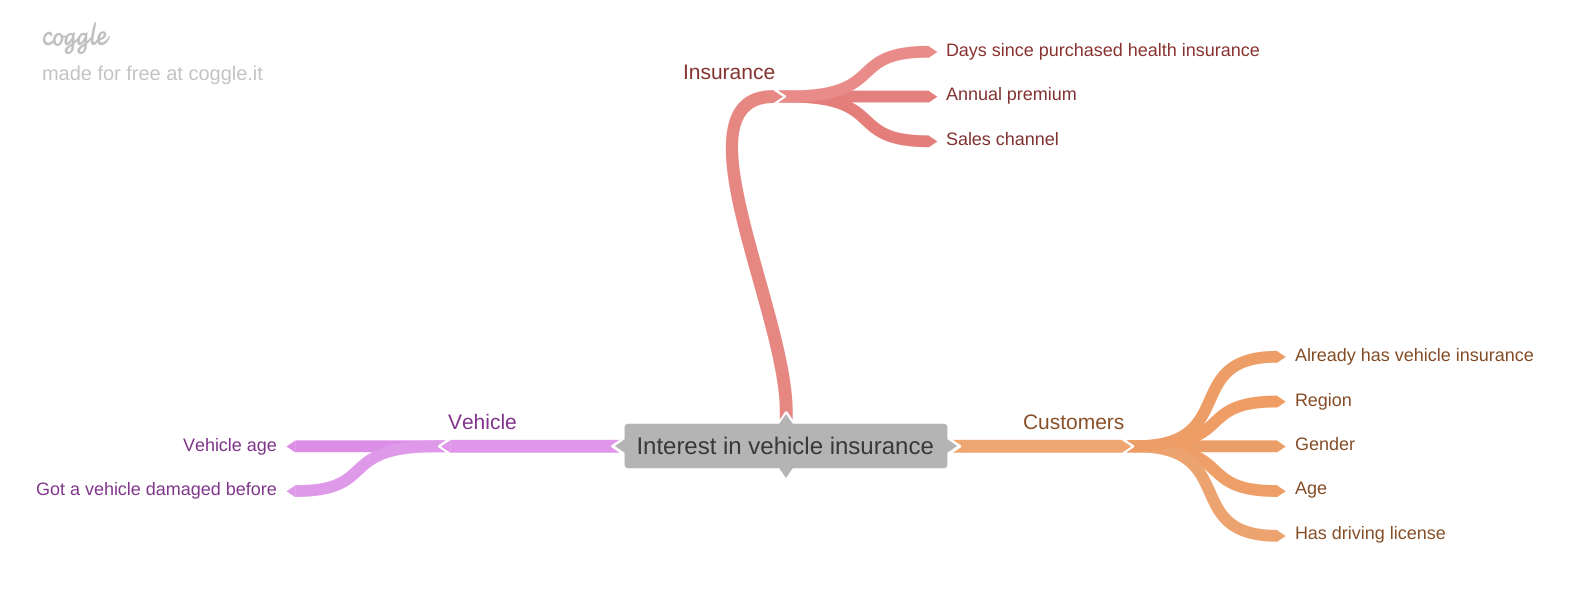 coggle
made for free at coggle.it
Insurance
Days since purchased health insurance
Annual premium
Sales channel
Vehicle
Vehicle age
Got a vehicle damaged before
Interest in vehicle insurance
Customers
Already has vehicle insurance
Region
Gender
Age
Has driving license